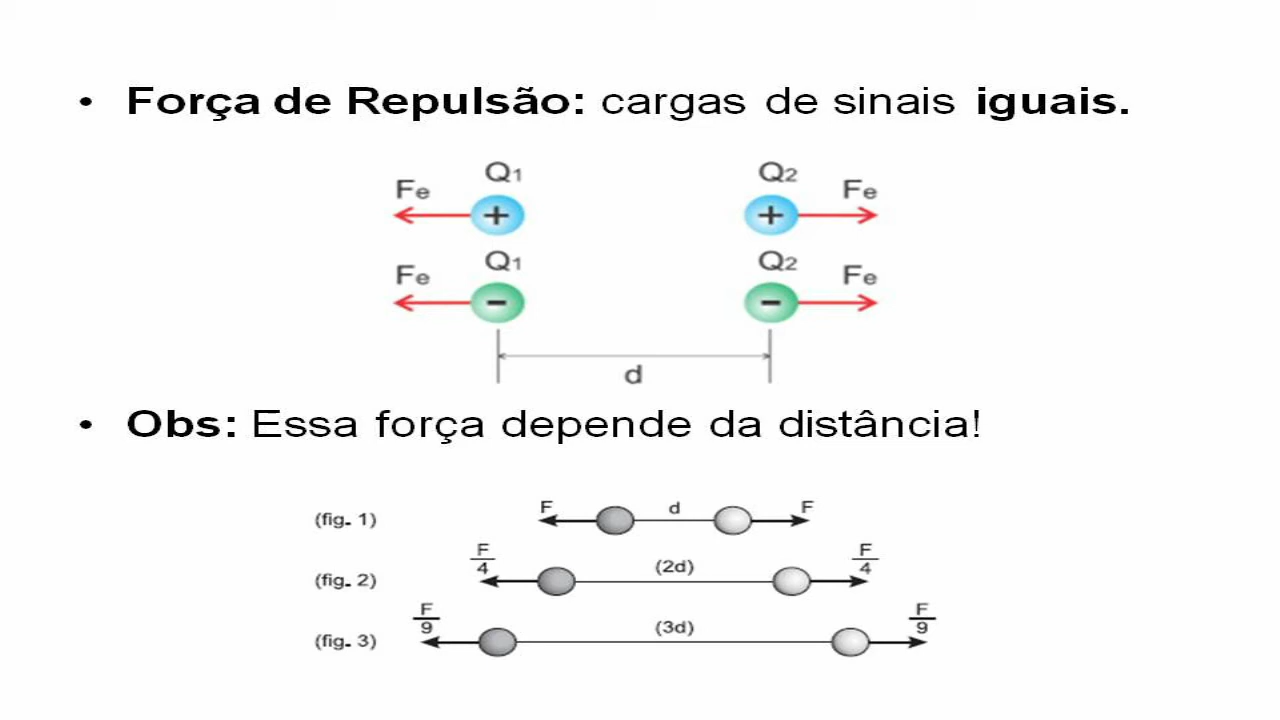 • Força de Repulsão: cargas de sinais iguais.
Q1 Q2
Fe Fe
+ +
Q1 Q2
Fe Fe
- -
d
• Obs: Essa força depende da distância!
(fig. 1) F d F
(fig. 2) F/4 (2d) F/4
(fig. 3) F/9 (3d) F/9